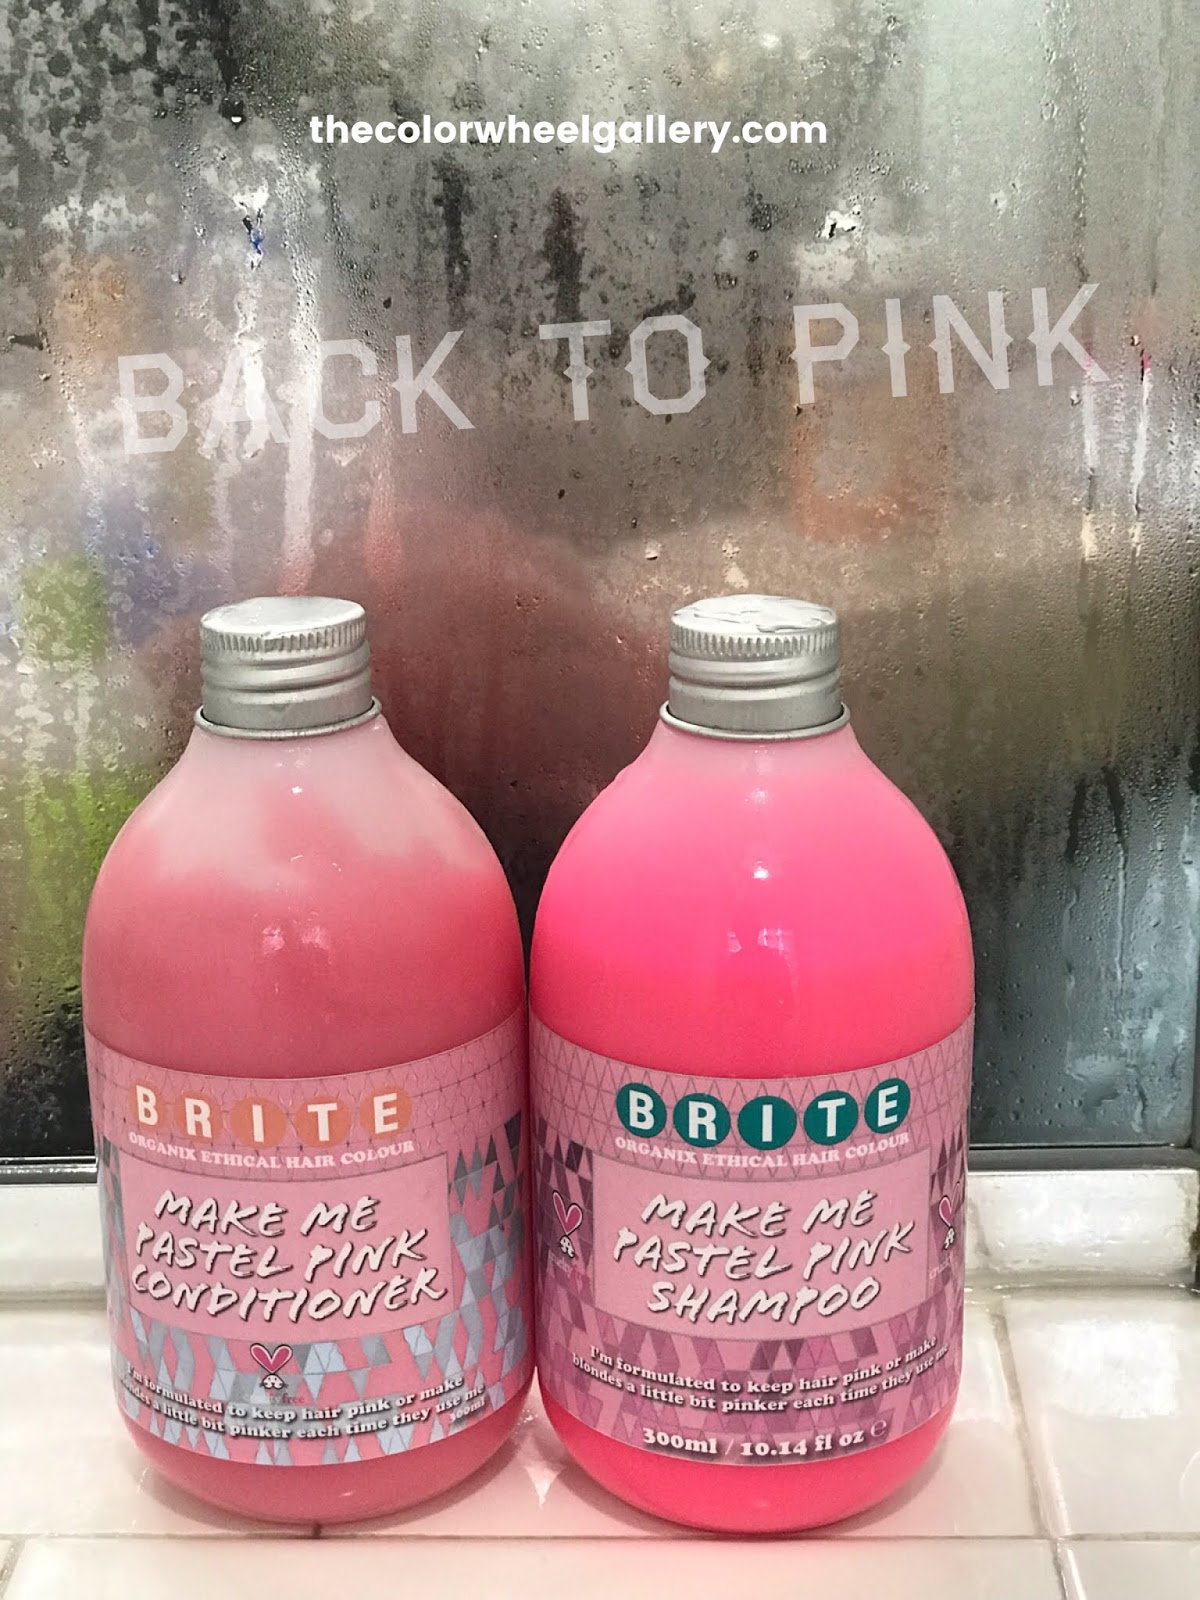 thecolorwheelgallery.com
BACK TO PINK
BRITE
ORGANIX ETHICAL HAIR COLOUR
MAKE ME
PASTEL PINK
CONDITIONER
free
I'm formulated to keep hair pink or make
blondes a little bit pinker each time they use me
300ml
BRITE
ORGANIX ETHICAL HAIR COLOUR
MAKE ME
PASTEL PINK
SHAMPOO
I'm formulated to keep hair pink or make
blondes a little bit pinker each time they use me
300ml / 10.14 fl oz ℮